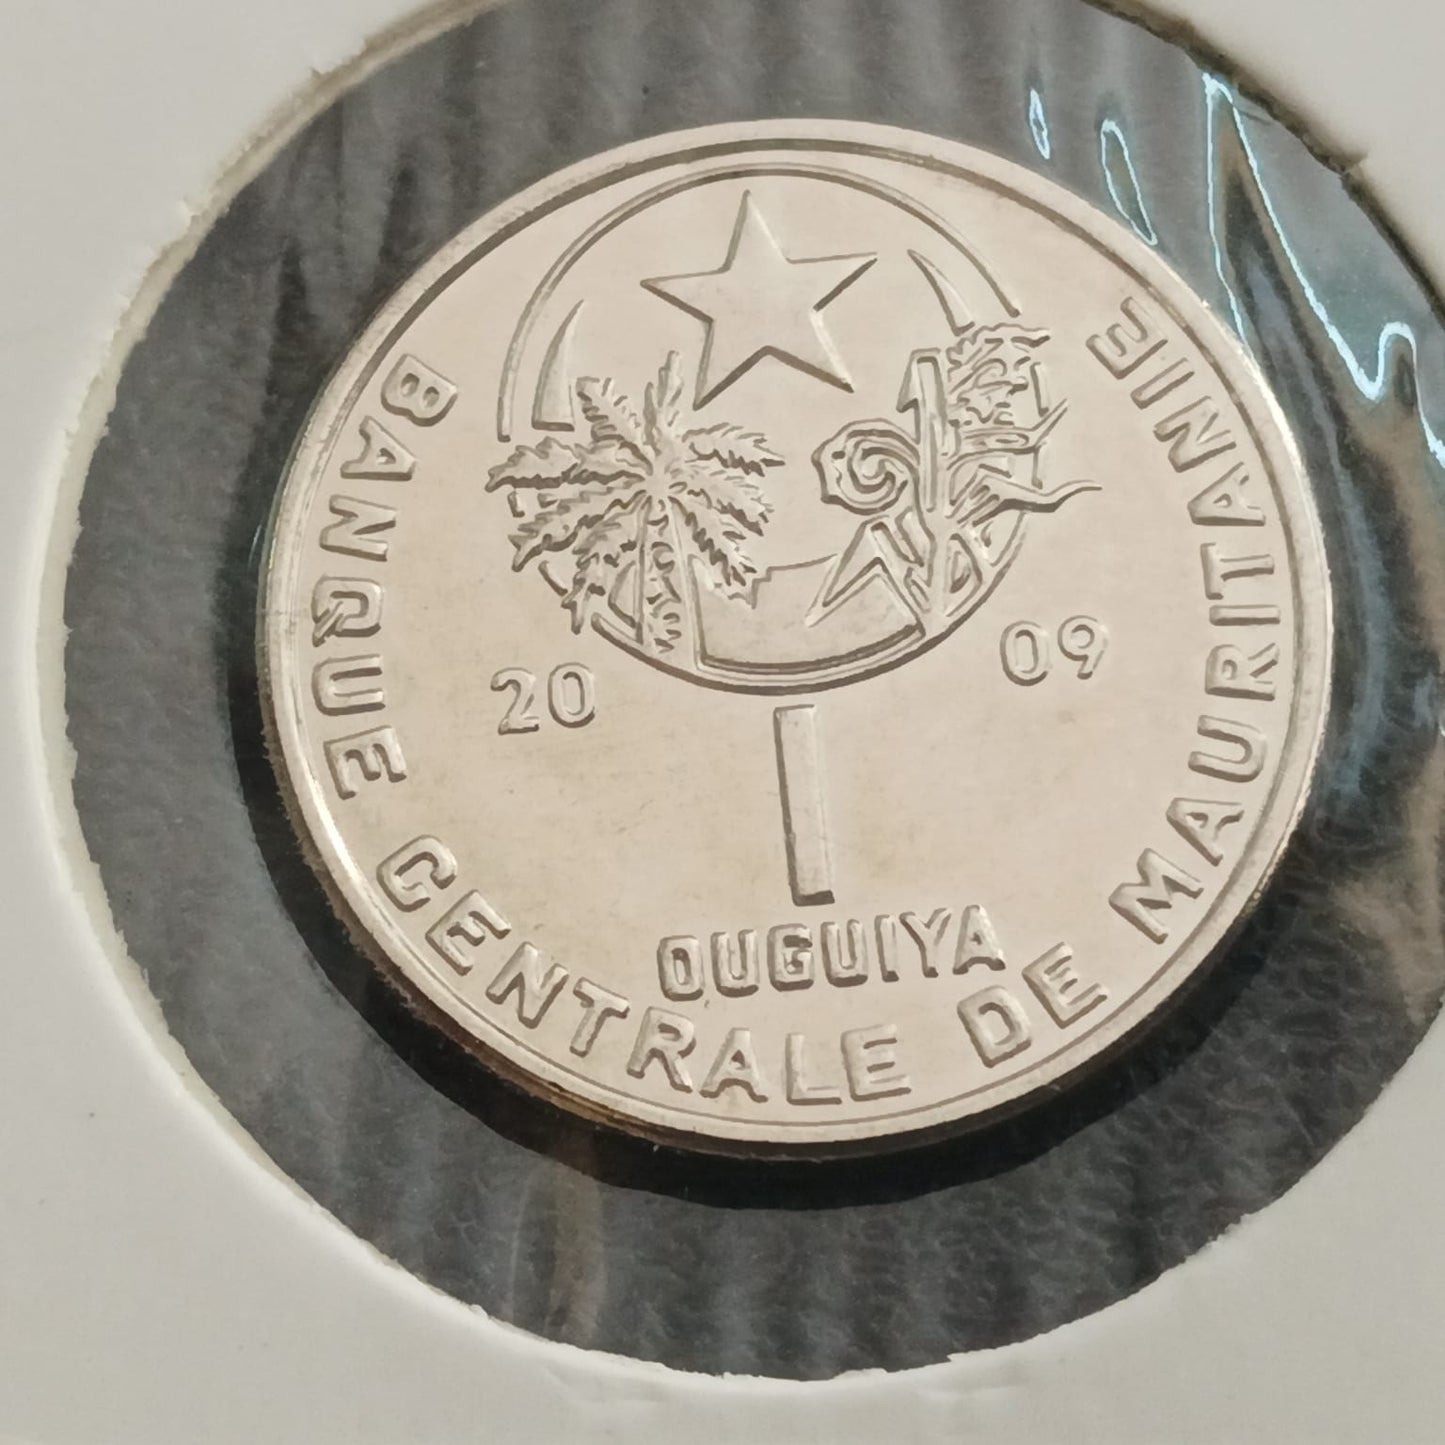 20 09
1
OUGUIYA
BANQUE CENTRALE DE MAURITANIE